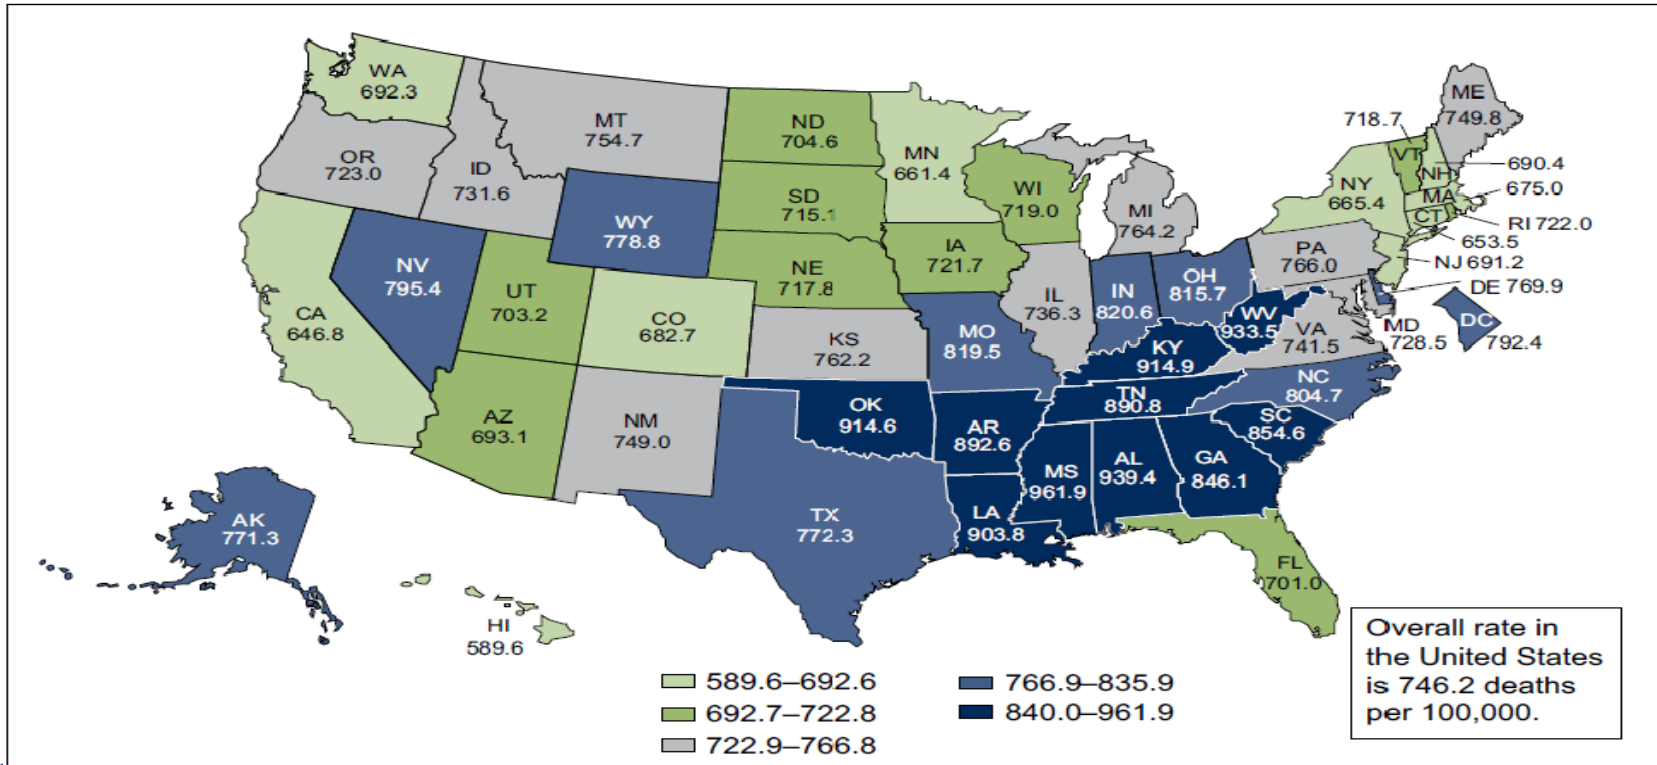 WA
692.3
OR
723.0
ID
731.6
MT
754.7
ND
704.6
SD
715.1
MN
661.4
WI
719.0
WY
778.8
NV
795.4
CA
646.8
UT
703.2
CO
682.7
NE
717.8
IA
721.7
KS
762.2
MO
819.5
IL
736.3
IN
820.6
OH
815.7
MI
764.2
PA
766.0
NY
665.4
718.7
VT
ME
749.8
NH
690.4
MA
675.0
CT
653.5
RI 722.0
NJ 691.2
DE 769.9
MD
728.5
DC
792.4
WV
933.5
VA
741.5
KY
914.9
NC
804.7
TN
890.8
SC
854.6
AZ
693.1
NM
749.0
OK
914.6
AR
892.6
MS
961.9
AL
939.4
GA
846.1
LA
903.8
TX
772.3
FL
701.0
AK
771.3
HI
589.6
589.6–692.6
692.7–722.8
722.9–766.8
766.9–835.9
840.0–961.9
Overall rate in
the United States
is 746.2 deaths
per 100,000.